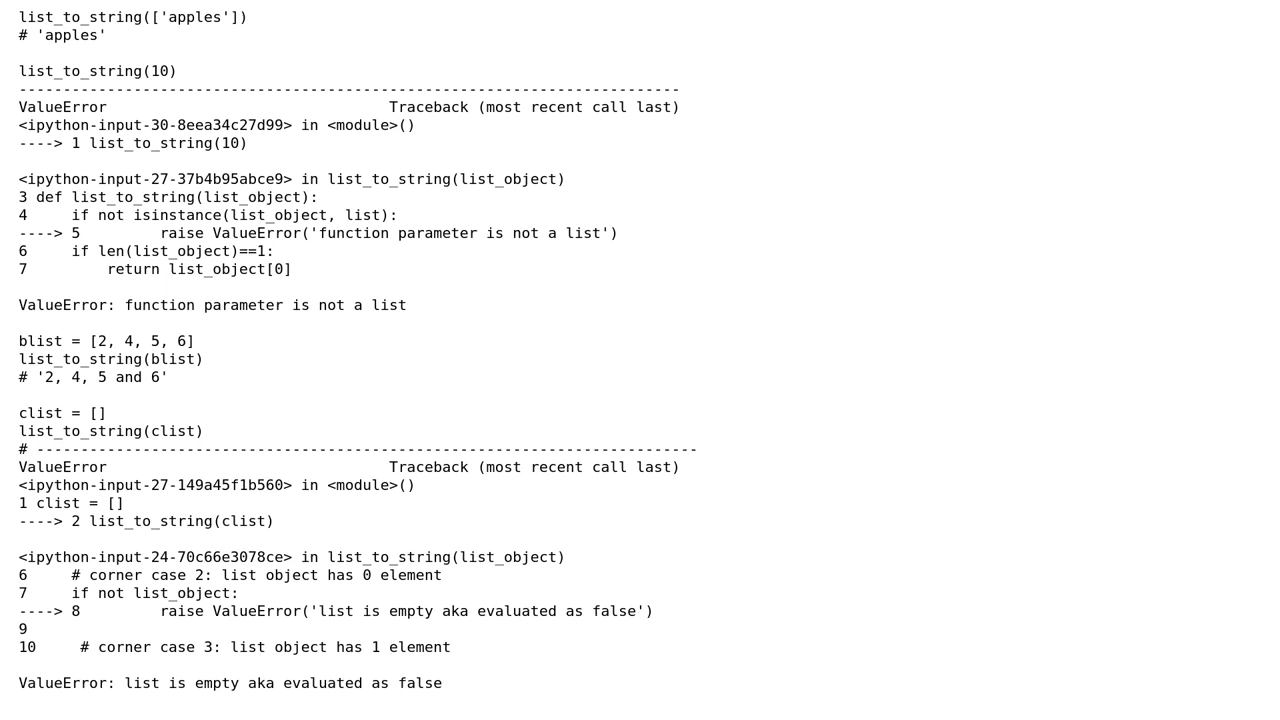 list_to_string(['apples'])
# 'apples'

list_to_string(10)
---------------------------------------------------------------------------
ValueError                                Traceback (most recent call last)
<ipython-input-30-8eea34c27d99> in <module>()
----> 1 list_to_string(10)

<ipython-input-27-37b4b95abce9> in list_to_string(list_object)
3 def list_to_string(list_object):
4     if not isinstance(list_object, list):
----> 5         raise ValueError('function parameter is not a list')
6     if len(list_object)==1:
7         return list_object[0]

ValueError: function parameter is not a list

blist = [2, 4, 5, 6]
list_to_string(blist)
# '2, 4, 5 and 6'

clist = []
list_to_string(clist)
# ---------------------------------------------------------------------------
ValueError                                Traceback (most recent call last)
<ipython-input-27-149a45f1b560> in <module>()
1 clist = []
----> 2 list_to_string(clist)

<ipython-input-24-70c66e3078ce> in list_to_string(list_object)
6     # corner case 2: list object has 0 element
7     if not list_object:
----> 8         raise ValueError('list is empty aka evaluated as false')
9
10     # corner case 3: list object has 1 element

ValueError: list is empty aka evaluated as false